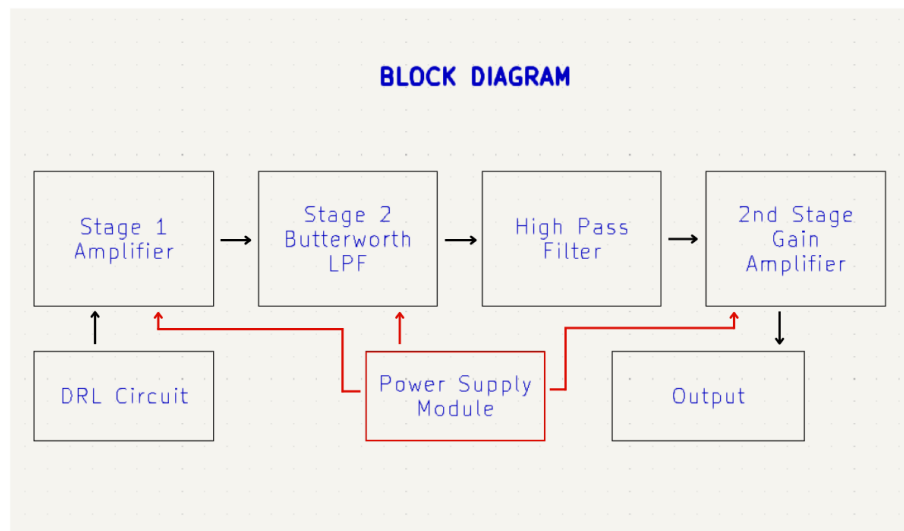 BLOCK DIAGRAM
Stage 1
Amplifier
Stage 2
Butterworth
LPF
High Pass
Filter
2nd Stage
Gain
Amplifier
DRL Circuit
Power Supply
Module
Output